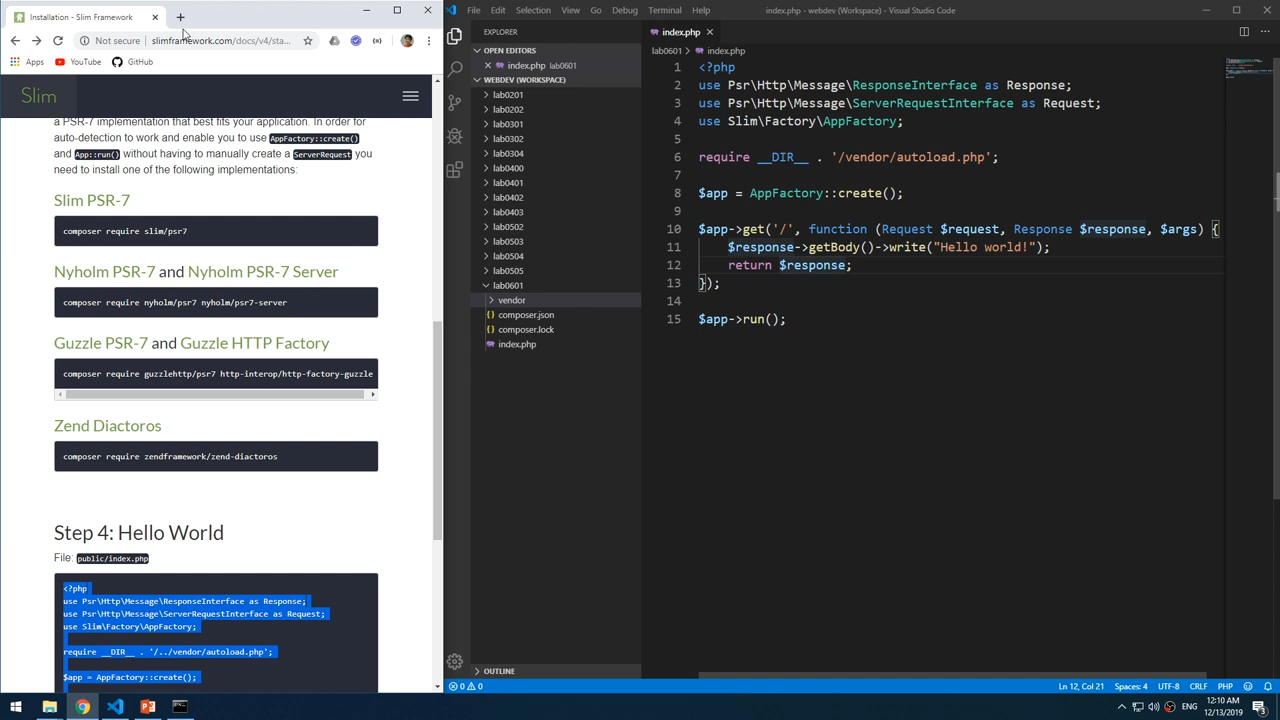 Installation - Slim Framework
Not secure
slimframework.com/docs/v4/sta...
Apps
YouTube
GitHub
Slim
a PSR-7 implementation that best fits your application. In order for
auto-detection to work and enable you to use AppFactory::create()
and App::run() without having to manually create a ServerRequest you
need to install one of the following implementations:
Slim PSR-7
composer require slim/psr7
Nyholm PSR-7 and Nyholm PSR-7 Server
composer require nyholm/psr7 nyholm/psr7-server
Guzzle PSR-7 and Guzzle HTTP Factory
composer require guzzlehttp/psr7 http-interop/http-factory-guzzle
Zend Diactoros
composer require zendframework/zend-diactoros
Step 4: Hello World
File: public/index.php
<?php
use Psr\Http\Message\ResponseInterface as Response;
use Psr\Http\Message\ServerRequestInterface as Request;
use Slim\Factory\AppFactory;
require __DIR__ . '/../vendor/autoload.php';
$app = AppFactory::create();
File Edit Selection View Go Debug Terminal Help
index.php - webdev (Workspace) - Visual Studio Code
EXPLORER
OPEN EDITORS
index.php lab0601
WEBDEV (WORKSPACE)
lab0201
lab0202
lab0301
lab0302
lab0304
lab0400
lab0401
lab0402
lab0403
lab0502
lab0503
lab0504
lab0505
lab0601
vendor
composer.json
composer.lock
index.php
OUTLINE
index.php
lab0601 > index.php
1 <?php
2 use Psr\Http\Message\ResponseInterface as Response;
3 use Psr\Http\Message\ServerRequestInterface as Request;
4 use Slim\Factory\AppFactory;
5
6 require __DIR__ . '/vendor/autoload.php';
7
8 $app = AppFactory::create();
9
10 $app->get('/', function (Request $request, Response $response, $args) {
11 $response->getBody()->write("Hello world!");
12 return $response;
13 });
14
15 $app->run();
0 0
Ln 12, Col 21 Spaces: 4 UTF-8 CRLF PHP
ENG
12:10 AM
12/13/2019
3